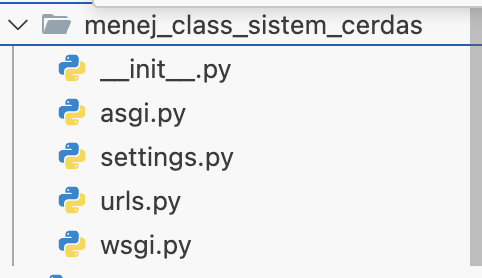 menej_class_sistem_cerdas
__init__.py
asgi.py
settings.py
urls.py
wsgi.py